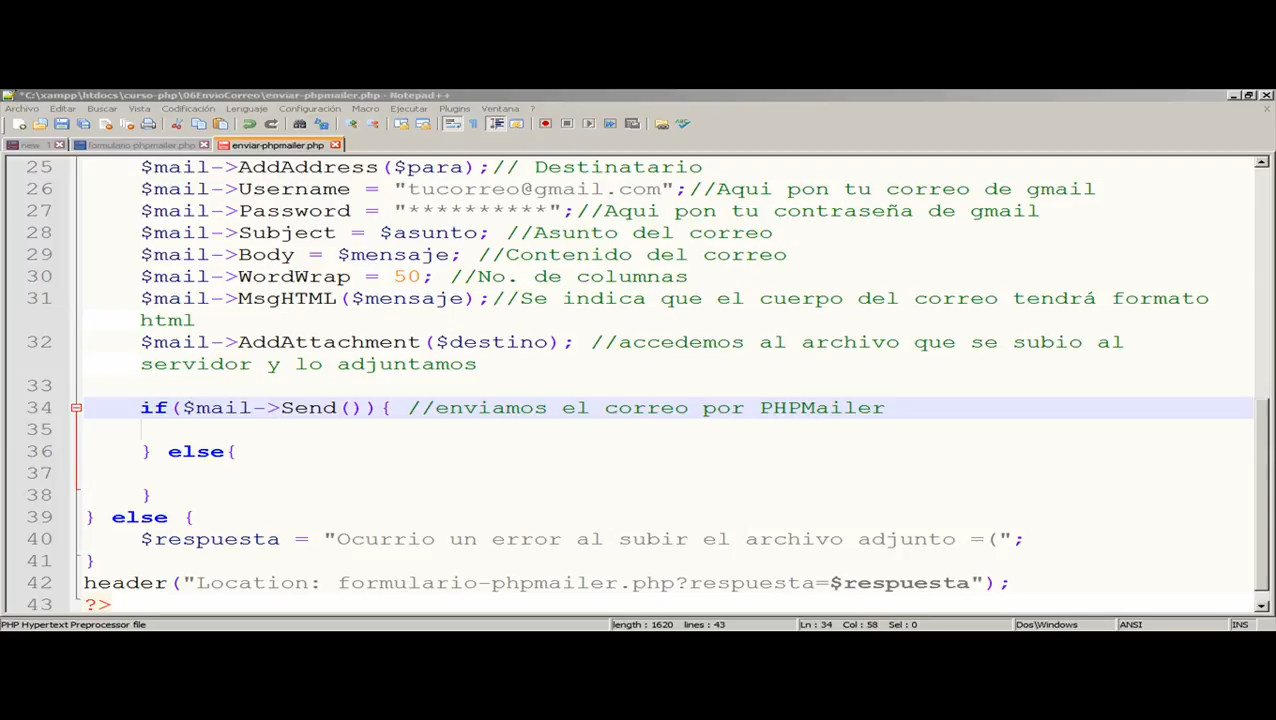 *C:\xampp\htdocs\curso-php\06EnvioCorreo\enviar-phpmailer.php - Notepad++
Archivo Editar Buscar Vista Codificación Lenguaje Configuración Macro Ejecutar Plugins Ventana ?
new 1 formulario-phpmailer.php enviar-phpmailer.php
25 $mail->AddAddress($para);// Destinatario
26 $mail->Username = "tucorreo@gmail.com";//Aqui pon tu correo de gmail
27 $mail->Password = "**********";//Aqui pon tu contraseña de gmail
28 $mail->Subject = $asunto; //Asunto del correo
29 $mail->Body = $mensaje; //Contenido del correo
30 $mail->WordWrap = 50; //No. de columnas
31 $mail->MsgHTML($mensaje);//Se indica que el cuerpo del correo tendrá formato
html
32 $mail->AddAttachment($destino); //accedemos al archivo que se subio al
servidor y lo adjuntamos
33
34 if($mail->Send()){ //enviamos el correo por PHPMailer
35
36 } else{
37
38 }
39 } else {
40 $respuesta = "Ocurrio un error al subir el archivo adjunto =(";
41 }
42 header("Location: formulario-phpmailer.php?respuesta=$respuesta");
43 ?>
PHP Hypertext Preprocessor file length : 1620 lines : 43 Ln : 34 Col : 58 Sel : 0 Dos\Windows ANSI INS